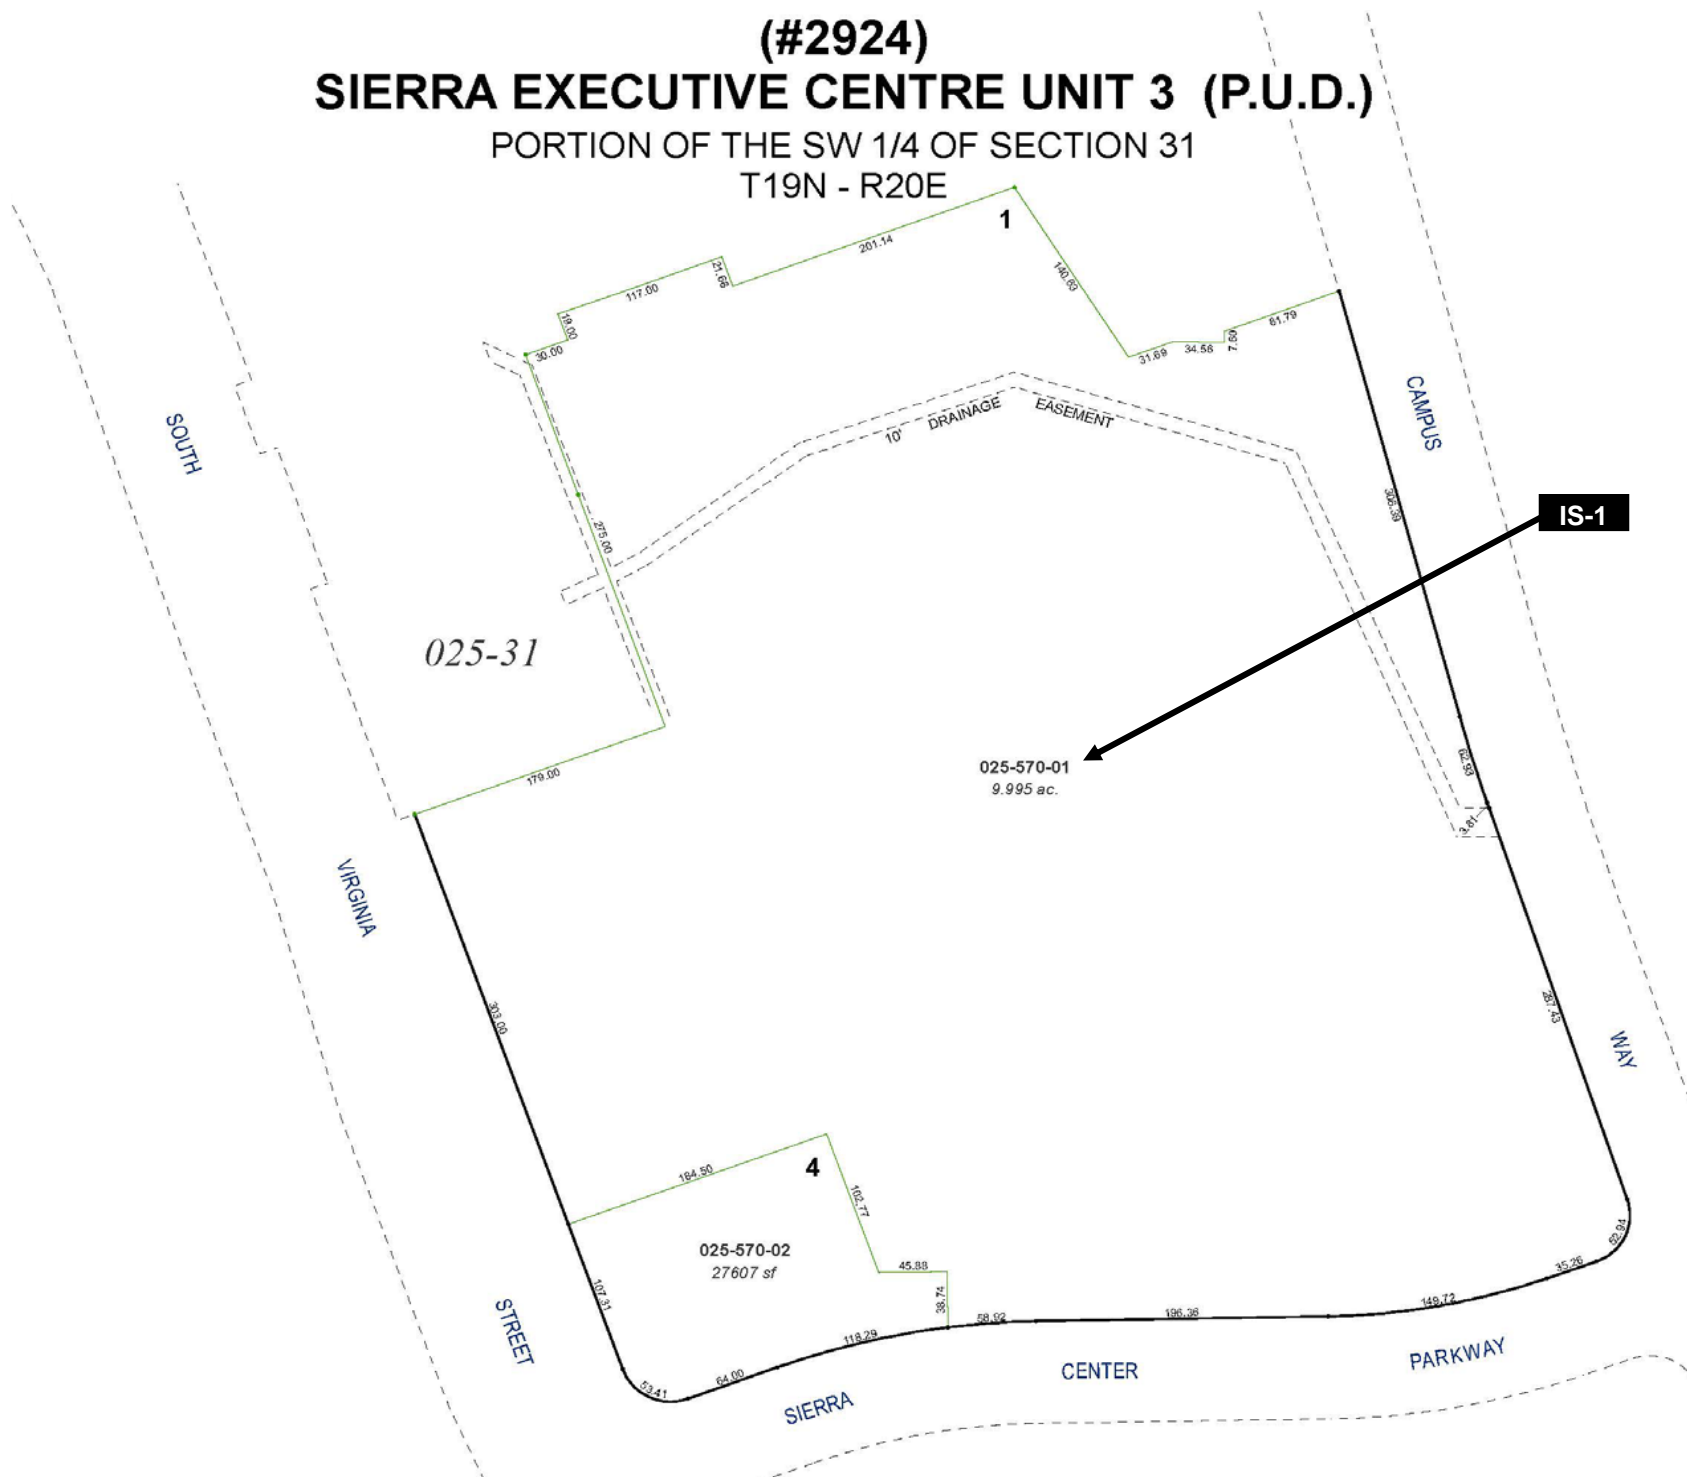 (#2924)
SIERRA EXECUTIVE CENTRE UNIT 3 (P.U.D.)
PORTION OF THE SW 1/4 OF SECTION 31
T19N - R20E
1
201.14
21.66
117.00
19.00
30.00
140.63
31.69
34.56
7.60
81.79
CAMPUS
10' DRAINAGE EASEMENT
SOUTH
308.39
IS-1
275.00
025-31
179.00
025-570-01
9.995 ac.
62.93
3.81
VIRGINIA
303.00
287.43
WAY
184.50
4
102.77
025-570-02
27607 sf
45.88
38.74
107.31
52.94
35.26
149.72
196.36
58.92
118.29
64.00
53.41
STREET
SIERRA
CENTER
PARKWAY